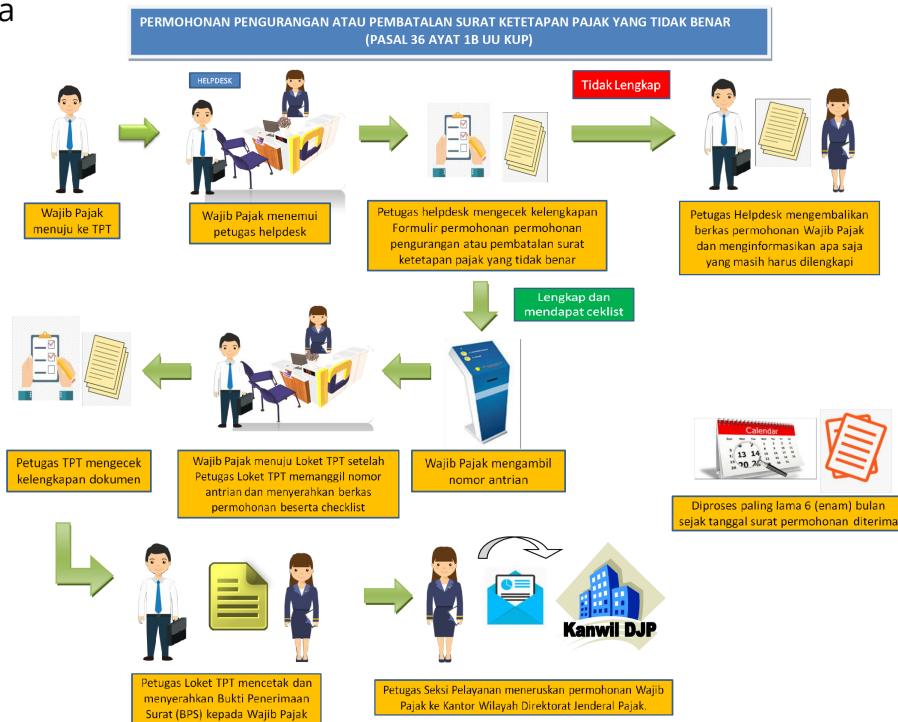 a
PERMOHONAN PENGURANGAN ATAU PEMBATALAN SURAT KETETAPAN PAJAK YANG TIDAK BENAR
(PASAL 36 AYAT 1B UU KUP)
HELPDESK
Tidak Lengkap
Wajib Pajak
menuju ke TPT
Wajib Pajak menemui
petugas helpdesk
Petugas helpdesk mengecek kelengkapan
Formulir permohonan permohonan
pengurangan atau pembatalan surat
ketetapan pajak yang tidak benar
Petugas Helpdesk mengembalikan
berkas permohonan Wajib Pajak
dan menginformasikan apa saja
yang masih harus dilengkapi
Lengkap dan
mendapat ceklist
Petugas TPT mengecek
kelengkapan dokumen
Wajib Pajak menuju Loket TPT setelah
Petugas Loket TPT memanggil nomor
antrian dan menyerahkan berkas
permohonan beserta checklist
Wajib Pajak mengambil
nomor antrian
Calendar
13 14
20
Diproses paling lama 6 (enam) bulan
sejak tanggal surat permohonan diterima
Kanwil DJP
Petugas Loket TPT mencetak dan
menyerahkan Bukti Penerimaan
Surat (BPS) kepada Wajib Pajak
Petugas Seksi Pelayanan meneruskan permohonan Wajib
Pajak ke Kantor Wilayah Direktorat Jenderal Pajak.